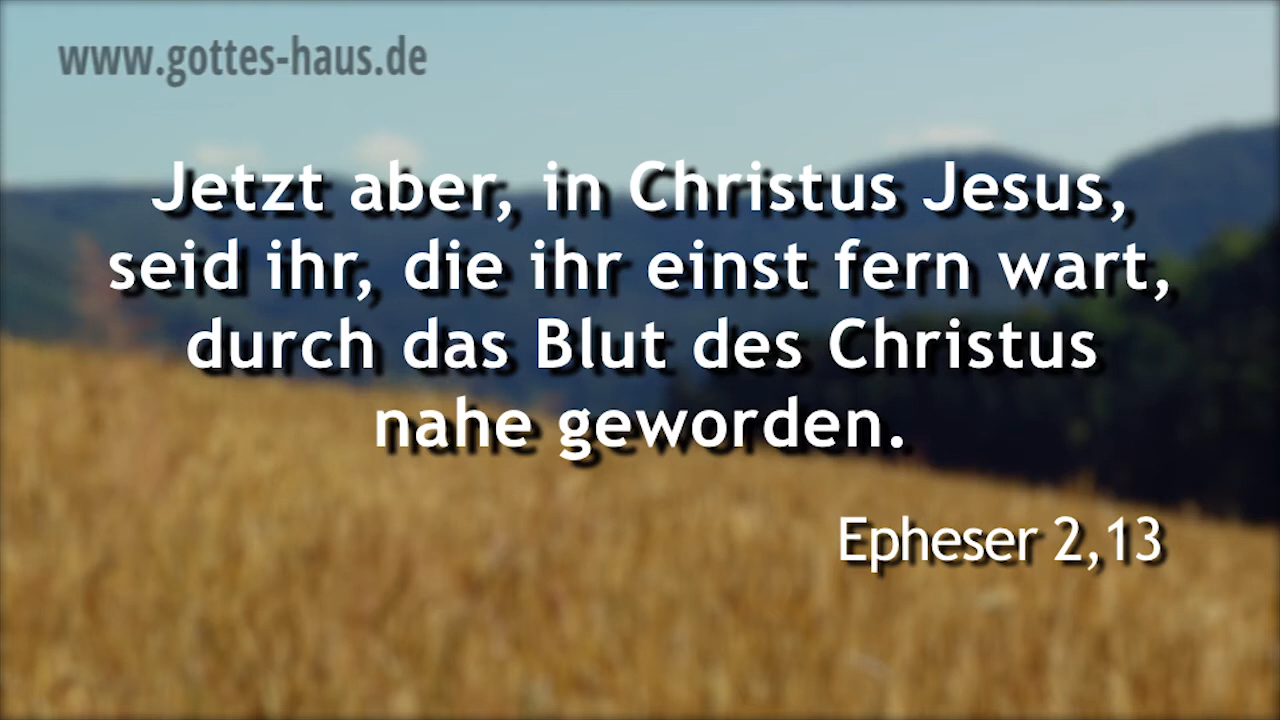 www.gottes-haus.de
Jetzt aber, in Christus Jesus,
seid ihr, die ihr einst fern wart,
durch das Blut des Christus
nahe geworden.
Epheser 2,13